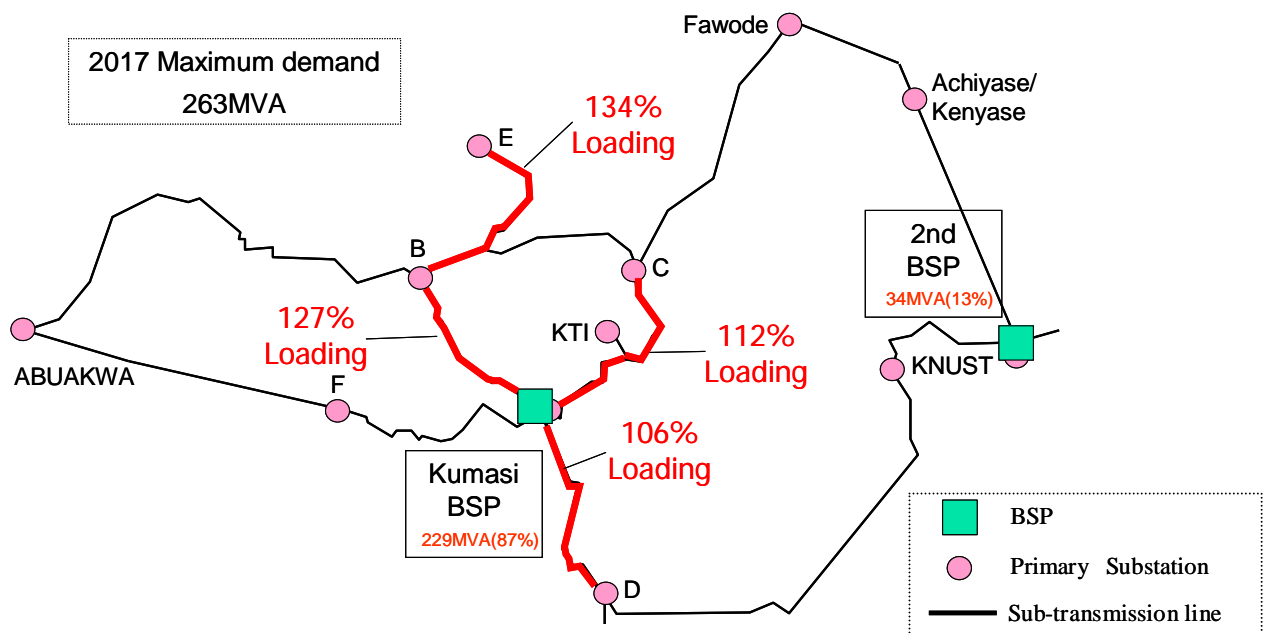 2017 Maximum demand
263MVA
Fawode
Achiyase/
Kenyase
134%
Loading
E
B
C
2nd
BSP
34MVA(13%)
127%
Loading
KTI
112%
Loading
KNUST
ABUAKWA
F
106%
Loading
Kumasi
BSP
229MVA(87%)
D
BSP
Primary Substation
Sub-transmission line